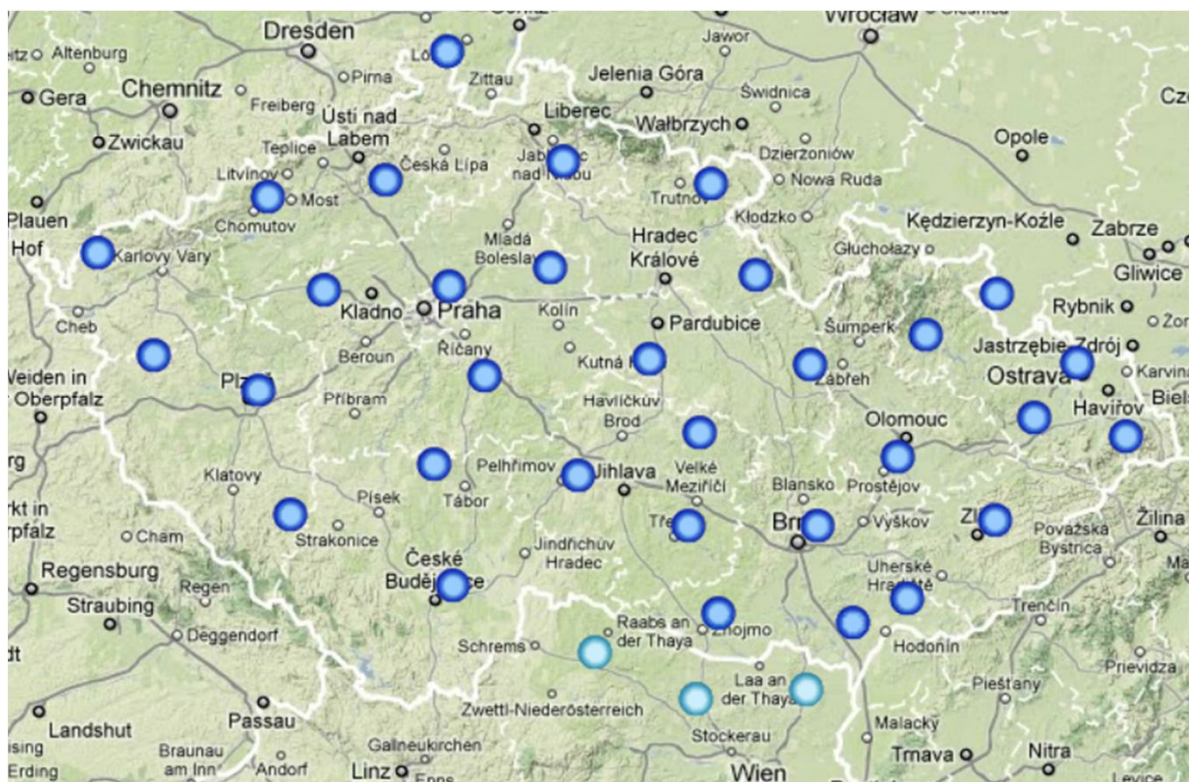 Wrocław
Dresden
Altenburg
Pirna
Zittau
Jawor
Jelenia Góra
Gera
Chemnitz
Freiberg
Świdnica
Zwickau
Ústí nad
Labem
Liberec
Wałbrzych
Opole
Teplice
Česká Lípa
nad
Dzierżoniów
Litvínov
Most
Trutnov
Nowa Ruda
Plauen
Chomutov
Kłodzko
Kędzierzyn-Koźle
Hof
Karlovy Vary
Mladá
Boleslav
Hradec
Králové
Głuchołazy
Zabrze
Gliwice
Cheb
Kladno
Praha
Kolín
Pardubice
Šumperk
Rybnik
Beroun
Říčany
Kutná
Zábřeh
Jastrzębie-Zdrój
Ostrava
Karviná
Weiden in
Oberpfalz
Příbram
Havlíčkův
Brod
Olomouc
Havířov
Klatovy
Písek
Tábor
Pelhřimov
Jihlava
Velké
Meziříčí
Blansko
Prostějov
Cham
Strakonice
Jindřichův
Hradec
Vyškov
Považská
Bystrica
Žilina
Regensburg
Regen
České
Uherské
Straubing
Deggendorf
Schrems
Raabs an
der Thaya
Znojmo
Hodonín
Trenčín
Prievidza
Landshut
Passau
Zwettl-Niederösterreich
Laa an
der Thaya
Piešťany
Malacky
Stockerau
Braunau
am Inn
Andorf
Gallneukirchen
Linz
Wien
Trnava
Nitra
Erding